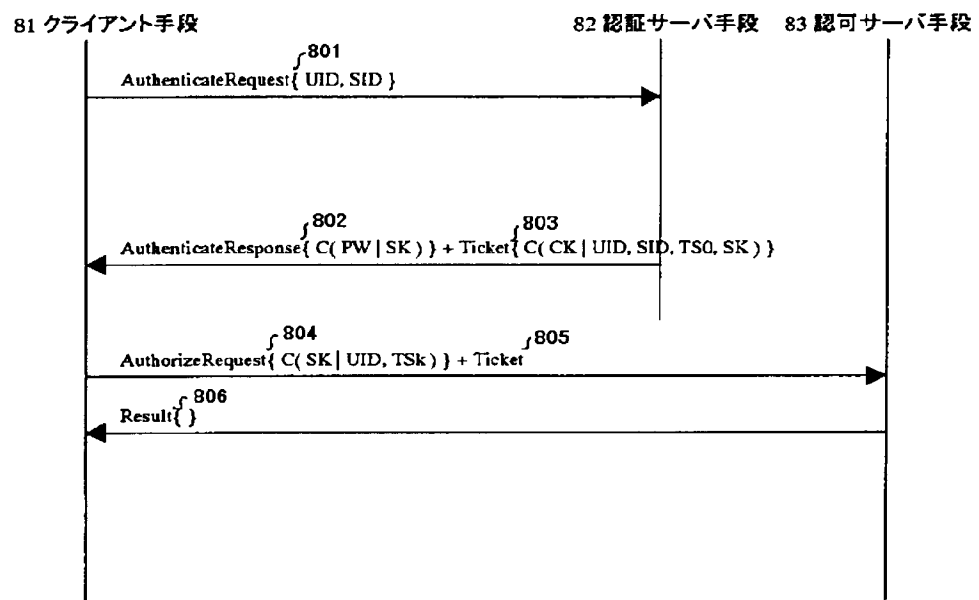 81 クライアント手段
82 認証サーバ手段
83 認可サーバ手段
801
AuthenticateRequest{ UID, SID }
802
803
AuthenticateResponse{ C( PW | SK ) } + Ticket{ C( CK | UID, SID, TS0, SK ) }
804
805
AuthorizeRequest{ C( SK | UID, TSk ) } + Ticket
806
Result{ }